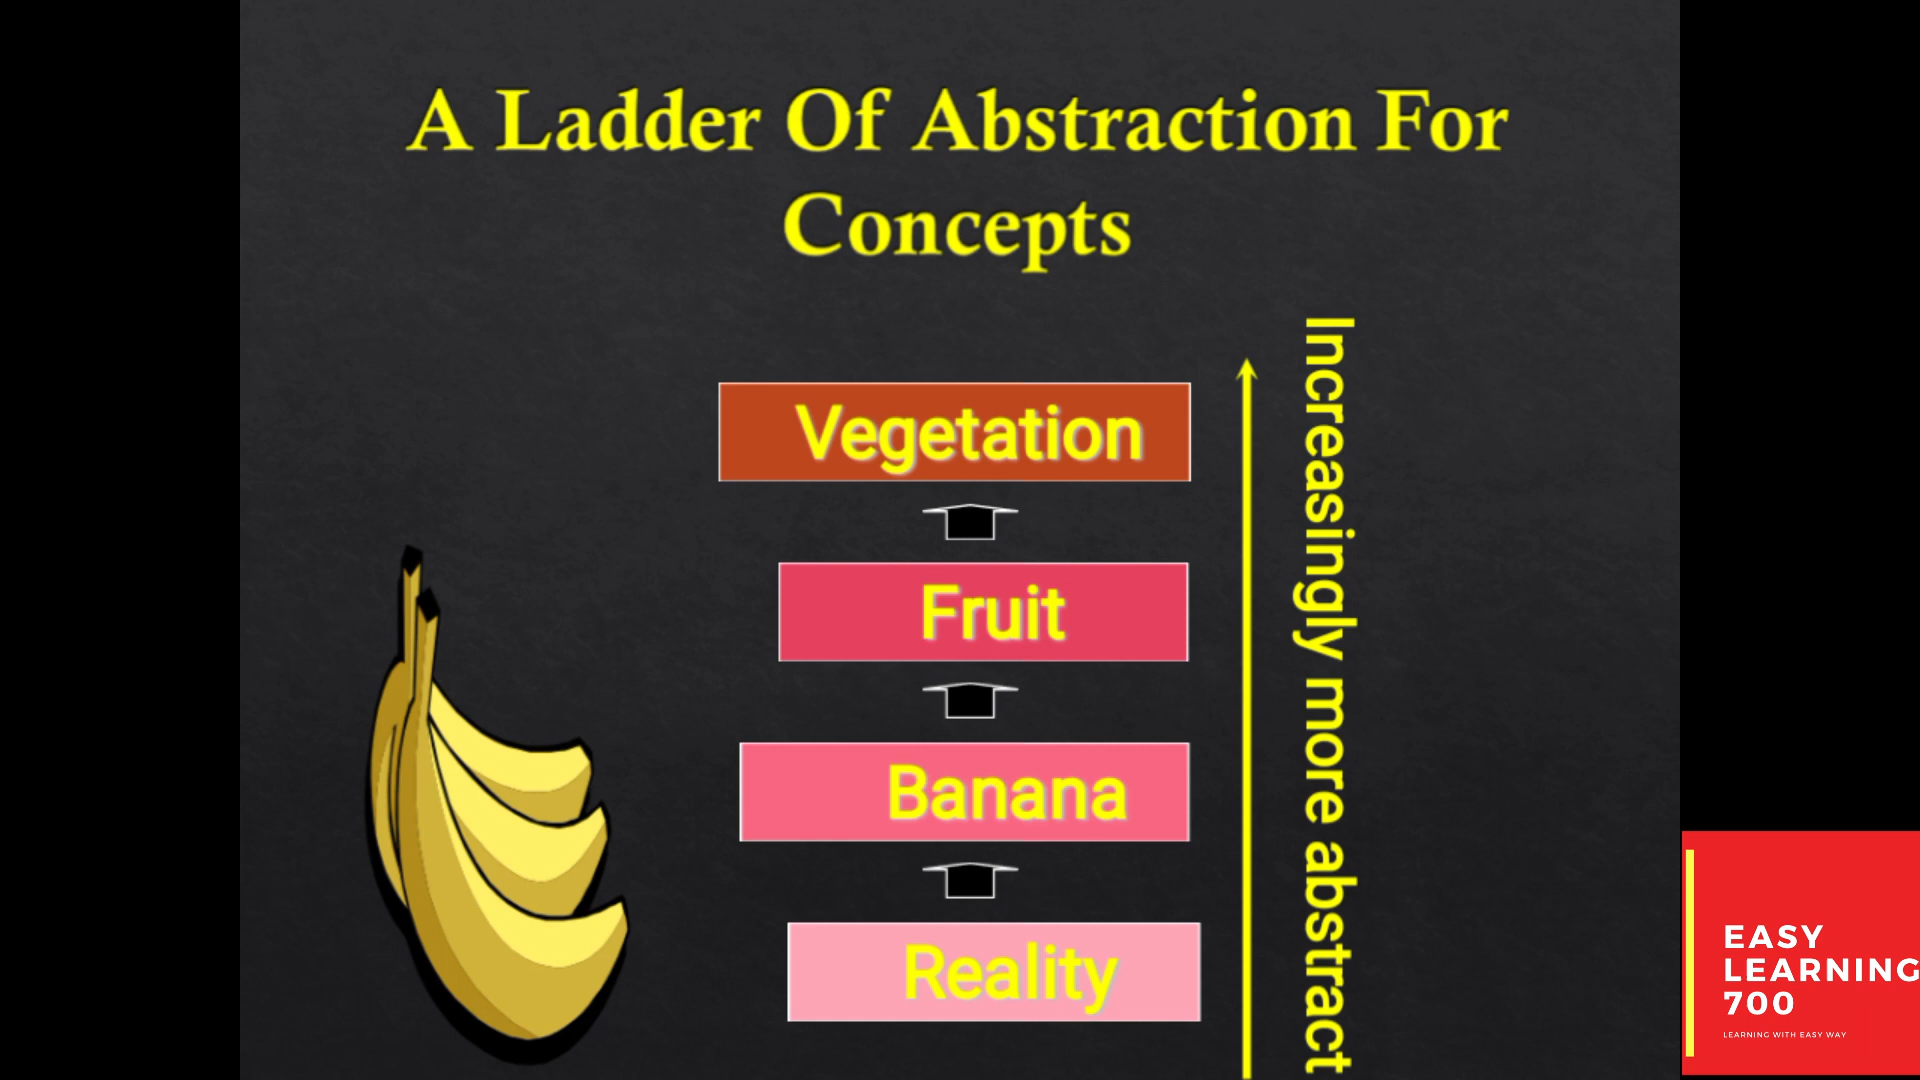 A Ladder Of Abstraction For
Concepts
Vegetation
Fruit
Banana
Reality
Increasingly more abstract
EASY
LEARNING
700
LEARNING WITH EASY WAY